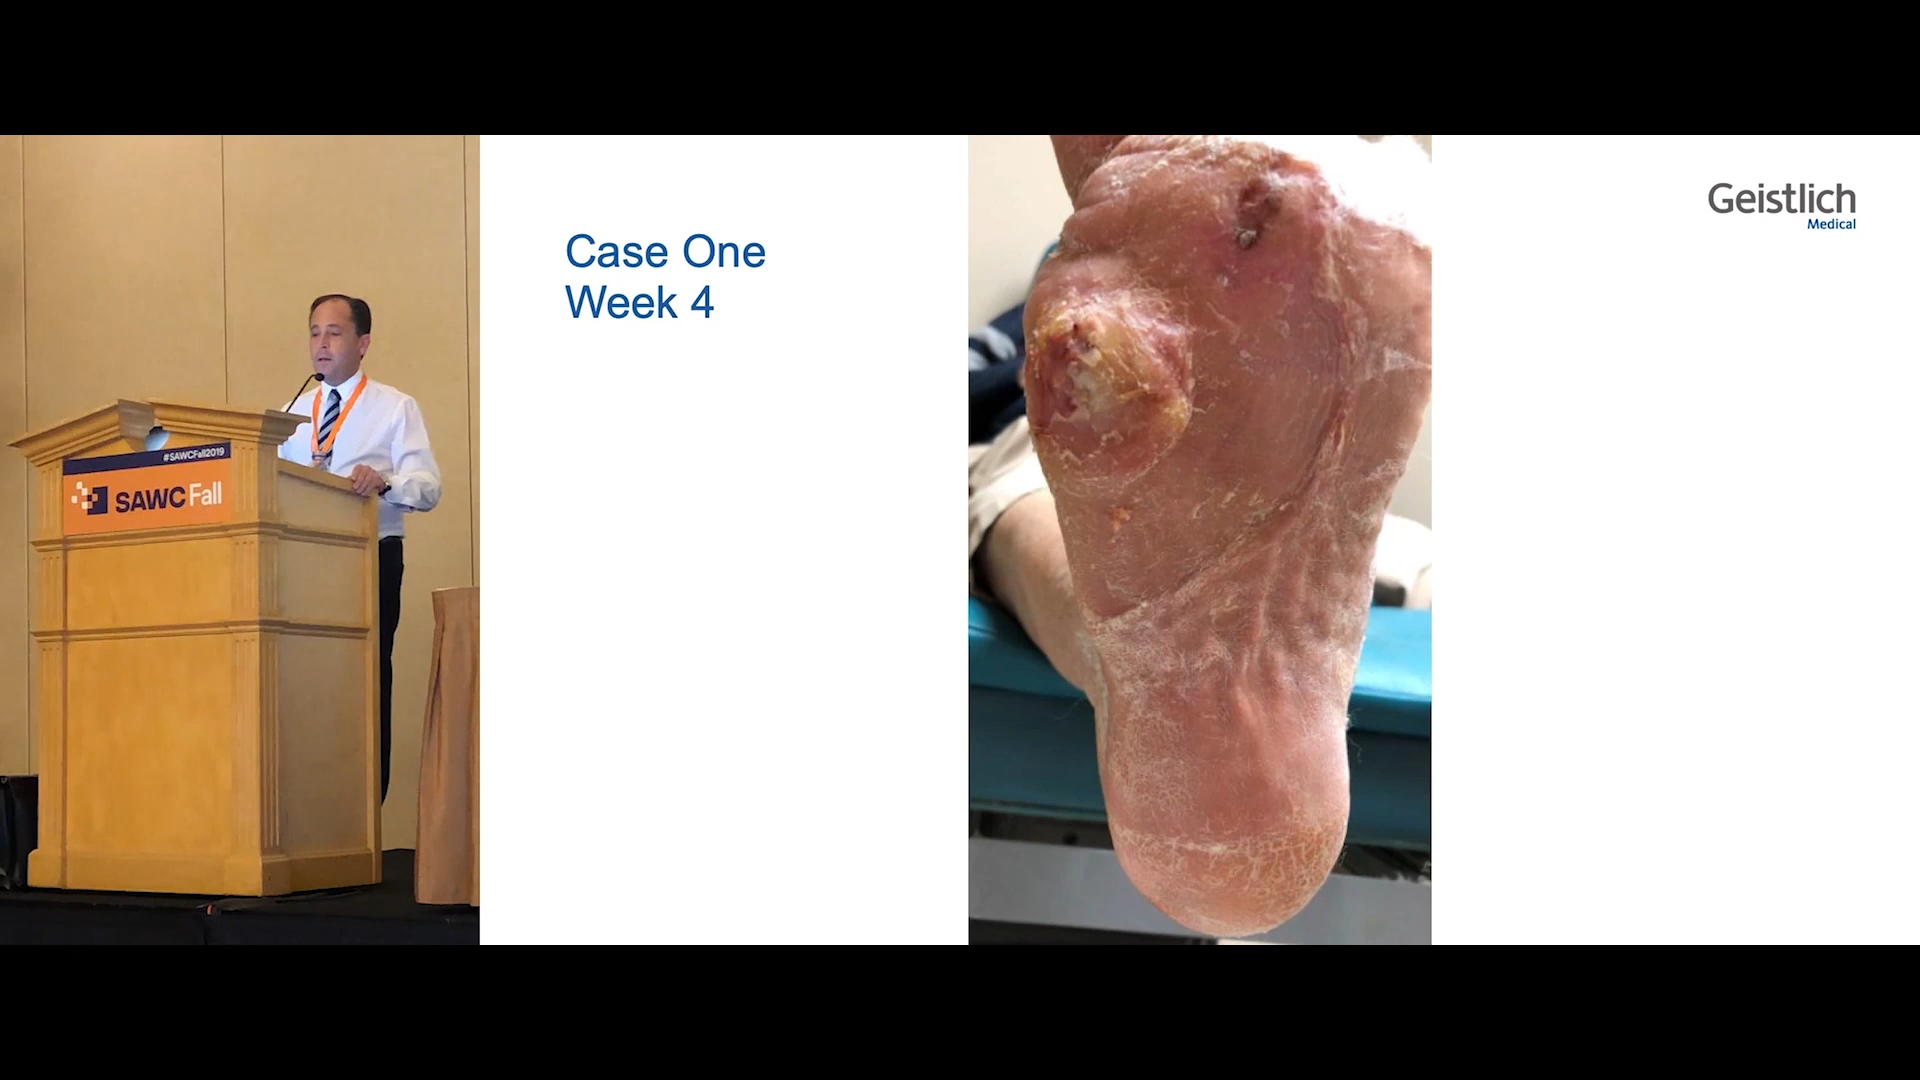 #SAWCFall2019
SAWC Fall
Case One
Week 4
Geistlich
Medical